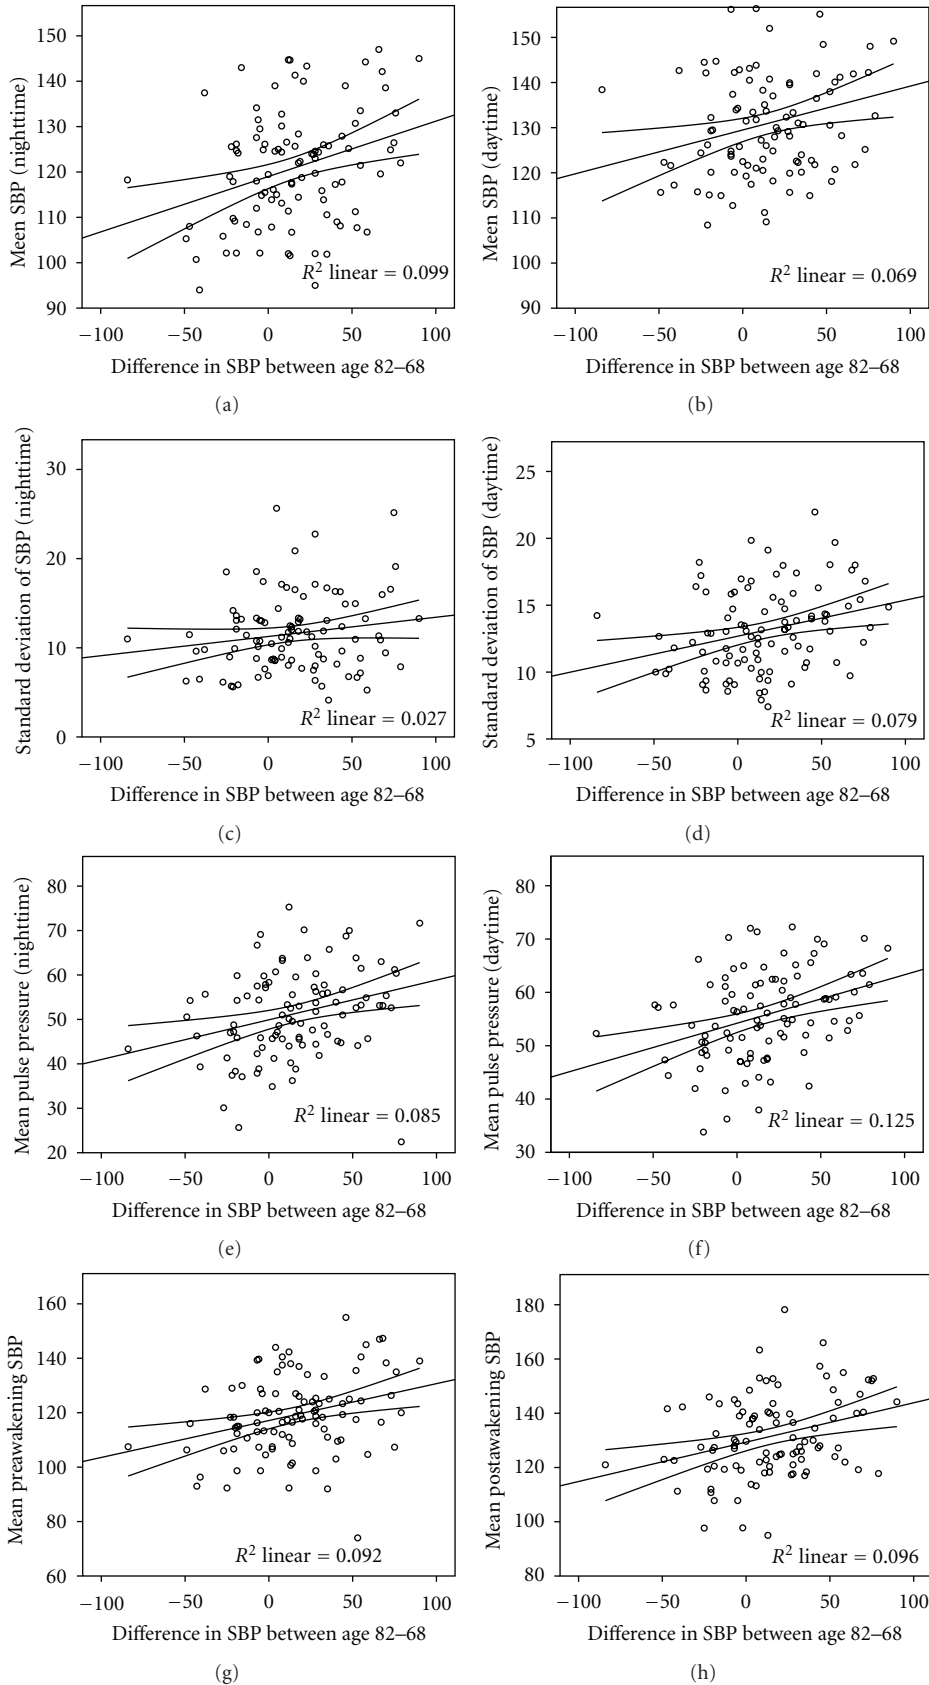 150
140
130
120
110
100
90
Meen SBP (nighttime)
R² linear = 0.099
−100 −50 0 50 100
Difference in SBP between age 82–68
(a)
150
140
130
120
110
100
90
Meen SBP (daytime)
R² linear = 0.069
−100 −50 0 50 100
Difference in SBP between age 82–68
(b)
30
20
10
0
Standard deviation of SBP (nighttime)
R² linear = 0.027
−100 −50 0 50 100
Difference in SBP between age 82–68
(c)
25
20
15
10
5
Standard deviation of SBP (daytime)
R² linear = 0.079
−100 −50 0 50 100
Difference in SBP between age 82–68
(d)
80
70
60
50
40
30
20
Mean pulse pressure (nighttime)
R² linear = 0.085
−100 −50 0 50 100
Difference in SBP between age 82–68
(e)
80
70
60
50
40
30
Mean pulse pressure (daytime)
R² linear = 0.125
−100 −50 0 50 100
Difference in SBP between age 82–68
(f)
160
140
120
100
80
60
Mean preawakening SBP
R² linear = 0.092
−100 −50 0 50 100
Difference in SBP between age 82–68
(g)
180
160
140
120
100
80
Mean postawakening SBP
R² linear = 0.096
−100 −50 0 50 100
Difference in SBP between age 82–68
(h)